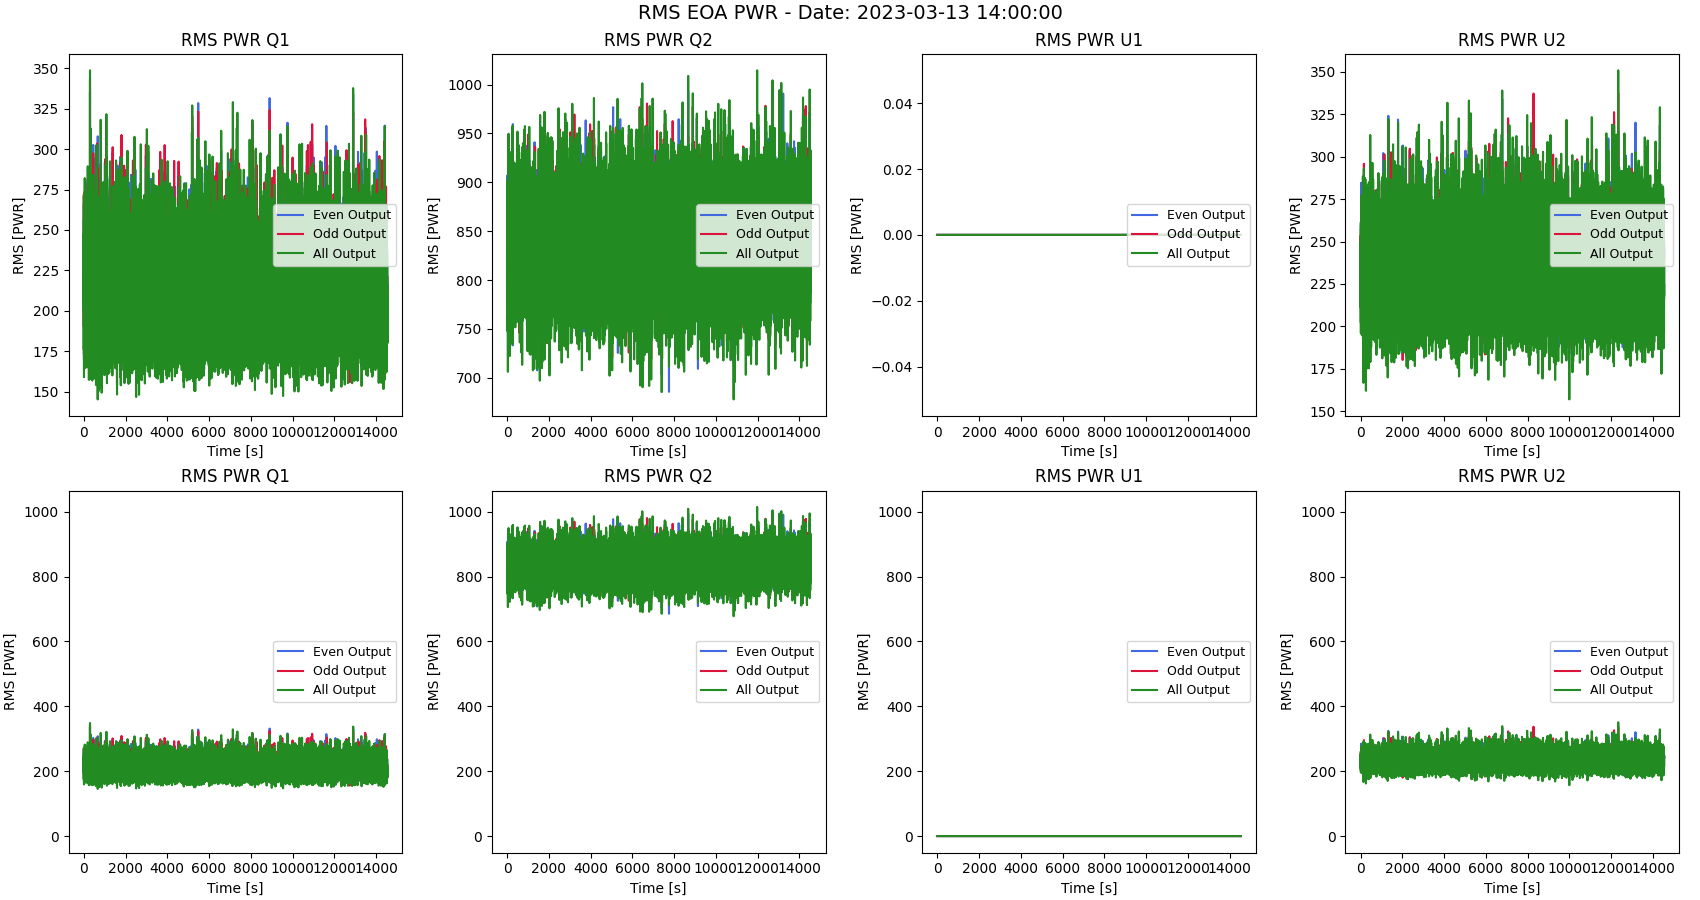 RMS EOA PWR - Date: 2023-03-13 14:00:00
RMS PWR Q1
RMS [PWR]
350
325
300
275
250
225
200
175
150
Even Output
Odd Output
All Output
0 2000 4000 6000 8000 10000 12000 14000
Time [s]
RMS PWR Q2
RMS [PWR]
1000
950
900
850
800
750
700
Even Output
Odd Output
All Output
0 2000 4000 6000 8000 10000 12000 14000
Time [s]
RMS PWR U1
RMS [PWR]
0.04
0.02
0.00
−0.02
−0.04
Even Output
Odd Output
All Output
0 2000 4000 6000 8000 10000 12000 14000
Time [s]
RMS PWR U2
RMS [PWR]
350
325
300
275
250
225
200
175
150
Even Output
Odd Output
All Output
0 2000 4000 6000 8000 10000 12000 14000
Time [s]
RMS PWR Q1
RMS [PWR]
1000
800
600
400
200
0
Even Output
Odd Output
All Output
0 2000 4000 6000 8000 10000 12000 14000
Time [s]
RMS PWR Q2
RMS [PWR]
1000
800
600
400
200
0
Even Output
Odd Output
All Output
0 2000 4000 6000 8000 10000 12000 14000
Time [s]
RMS PWR U1
RMS [PWR]
1000
800
600
400
200
0
Even Output
Odd Output
All Output
0 2000 4000 6000 8000 10000 12000 14000
Time [s]
RMS PWR U2
RMS [PWR]
1000
800
600
400
200
0
Even Output
Odd Output
All Output
0 2000 4000 6000 8000 10000 12000 14000
Time [s]